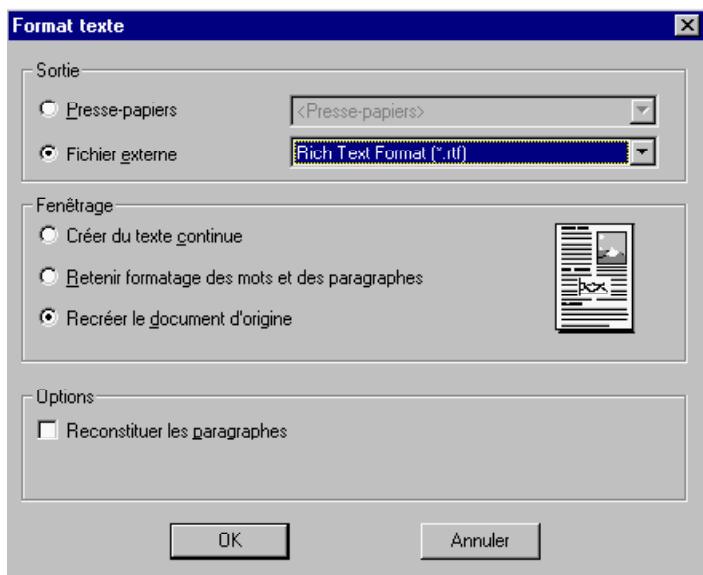 Format texte
Sortie
Presse-papiers
<Presse-papiers>
Fichier externe
Rich Text Format (*.rtf)
Fenêtrage
Créer du texte continue
Retenir formatage des mots et des paragraphes
Recréer le document d'origine
Options
Reconstituer les paragraphes
OK
Annuler